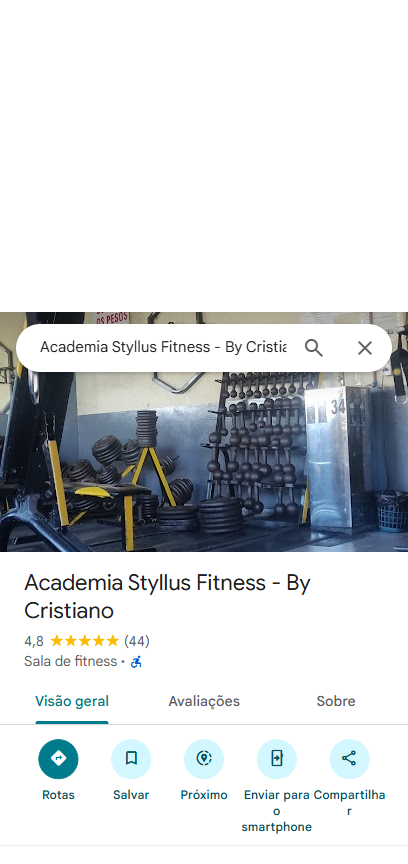 OS PESOS
Academia Styllus Fitness - By Cristia
34
Academia Styllus Fitness - By
Cristiano
4,8 (44)
Sala de fitness ·
Visão geral Avaliações Sobre
Rotas Salvar Próximo Enviar para Compartilha
o r
smartphone